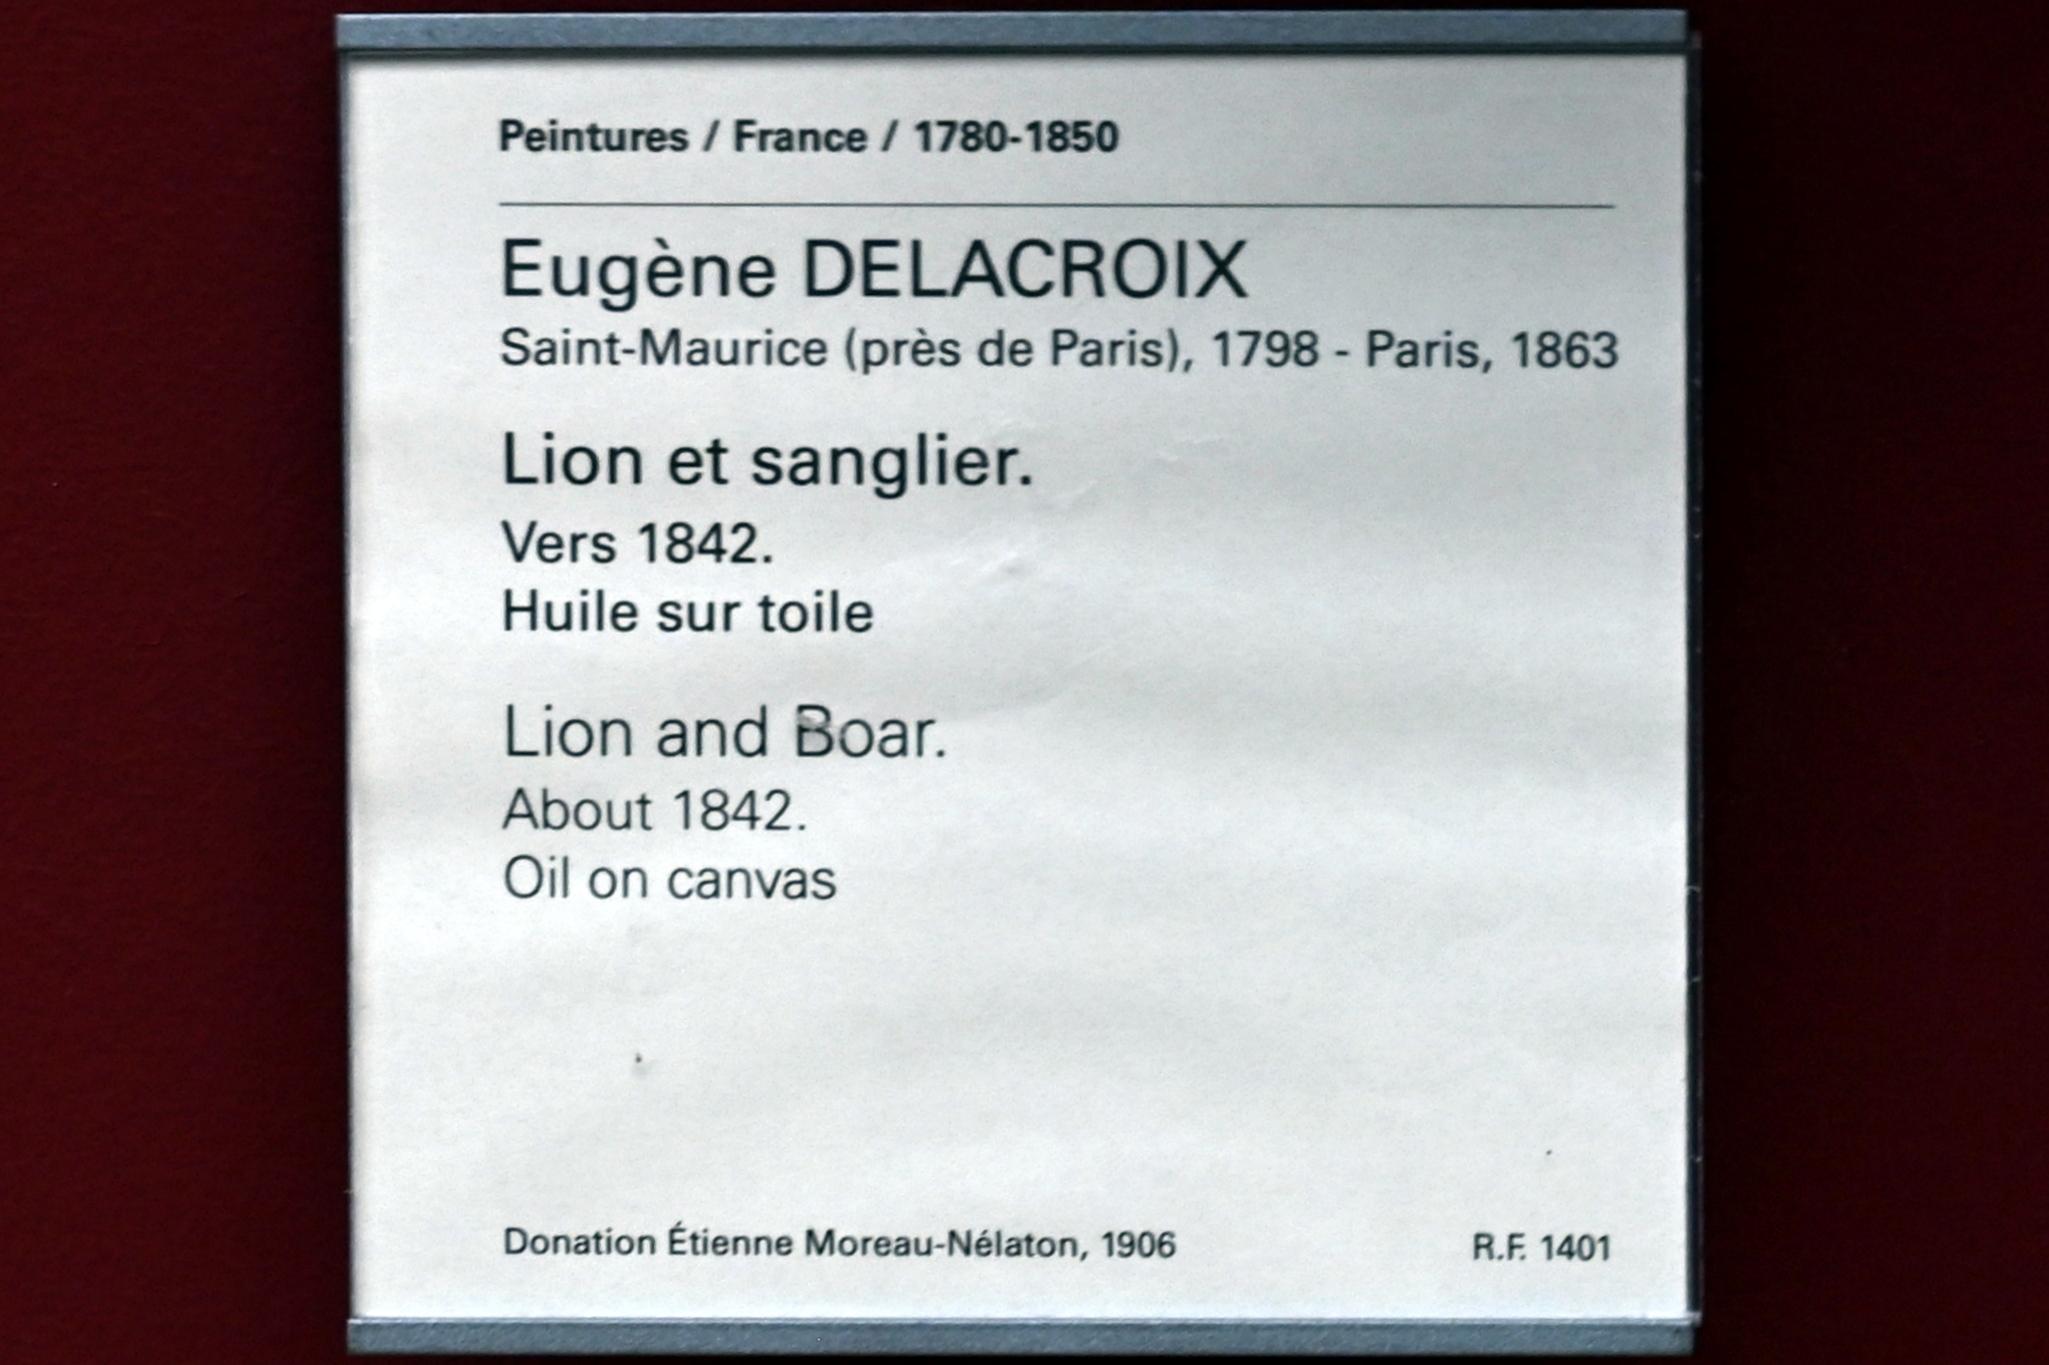 Peintures / France / 1780-1850
Eugène DELACROIX
Saint-Maurice (près de Paris), 1798 - Paris, 1863
Lion et sanglier.
Vers 1842.
Huile sur toile
Lion and Boar.
About 1842.
Oil on canvas
Donation Étienne Moreau-Nélaton, 1906 R.F. 1401